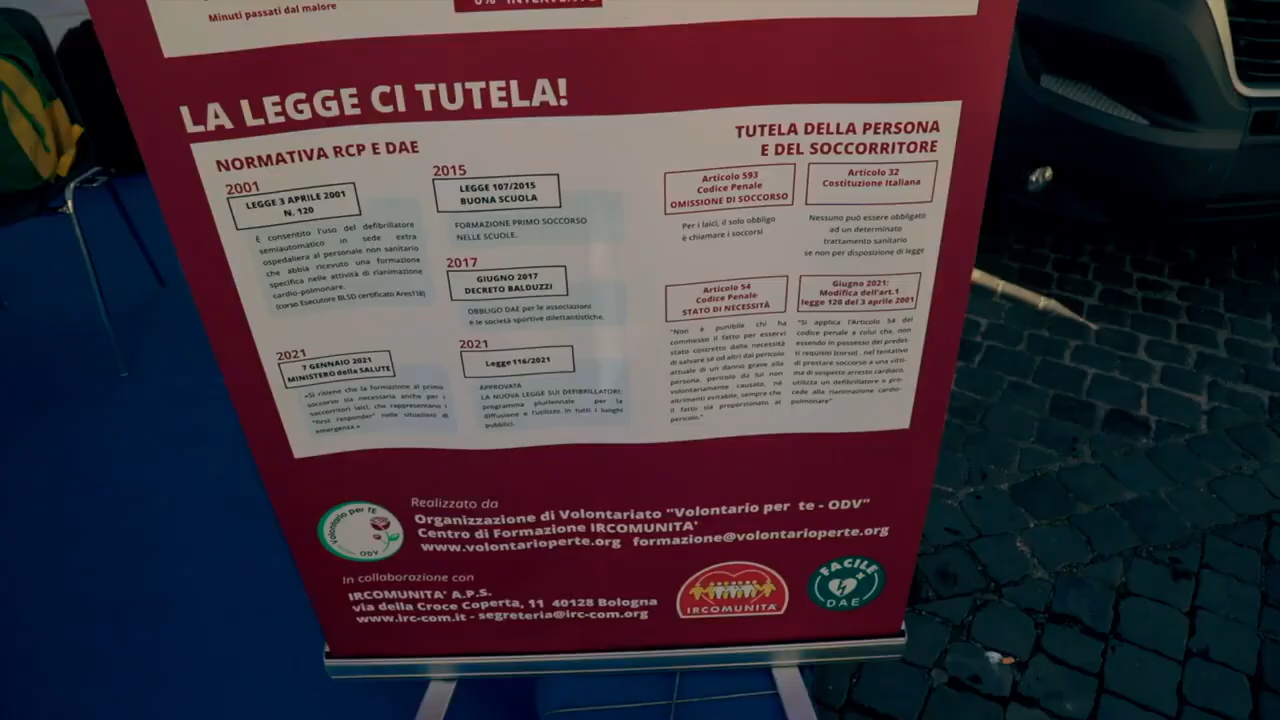 Minuti passati dal malore
0% INTERVENTO
LA LEGGE CI TUTELA!
NORMATIVA RCP E DAE
2001
LEGGE 3 APRILE 2001
N. 120
È consentito l'uso del defibrillatore
semiautomatico in sede extra
ospedaliera al personale non sanitario
che abbia ricevuto una formazione
specifica nelle attività di rianimazione
cardio-polmonare.
(corso Esecutore BLSD certificato Ares118)
2021
7 GENNAIO 2021
MINISTERO della SALUTE
«Si ritiene che la formazione al primo
soccorso sia necessaria anche per i
soccorritori laici, che rappresentano i
"first responder" nelle situazioni di
emergenza.»
2015
LEGGE 107/2015
BUONA SCUOLA
FORMAZIONE PRIMO SOCCORSO
NELLE SCUOLE.
2017
GIUGNO 2017
DECRETO BALDUZZI
OBBLIGO DAE per le associazioni
e le società sportive dilettantistiche.
2021
Legge 116/2021
APPROVATA
LA NUOVA LEGGE SUI DEFIBRILLATORI:
programma pluriennale per la
diffusione e l'utilizzo in tutti i luoghi
pubblici.
TUTELA DELLA PERSONA
E DEL SOCCORRITORE
Articolo 593
Codice Penale
OMISSIONE DI SOCCORSO
Per i laici, il solo obbligo
è chiamare i soccorsi
Articolo 32
Costituzione Italiana
Nessuno può essere obbligato
ad un determinato
trattamento sanitario
se non per disposizione di legge
Articolo 54
Codice Penale
STATO DI NECESSITÀ
"Non è punibile chi ha
commesso il fatto per esservi
stato costretto dalla necessità
di salvare sé od altri dal pericolo
attuale di un danno grave alla
persona, pericolo da lui non
volontariamente causato, né
altrimenti evitabile, sempre che
il fatto sia proporzionato al
pericolo."
Giugno 2021:
Modifica dell'art.1
legge 120 del 3 aprile 2001
"Si applica l'Articolo 54 del
codice penale a colui che, non
essendo in possesso dei predet-
ti requisiti (corso) , nel tentativo
di prestare soccorso a una vitti-
ma di sospetto arresto cardiaco,
utilizza un defibrillatore o pro-
cede alla rianimazione cardio-
polmonare"
Realizzato da
Organizzazione di Volontariato "Volontario per te - ODV"
Centro di Formazione IRCOMUNITA'
www.volontarioperte.org formazione@volontarioperte.org
Volontario per TE
ODV
In collaborazione con
IRCOMUNITA' A.P.S.
via della Croce Coperta, 11 40128 Bologna
www.irc-com.it - segreteria@irc-com.org
IRCOMUNITÀ
FACILE
DAE